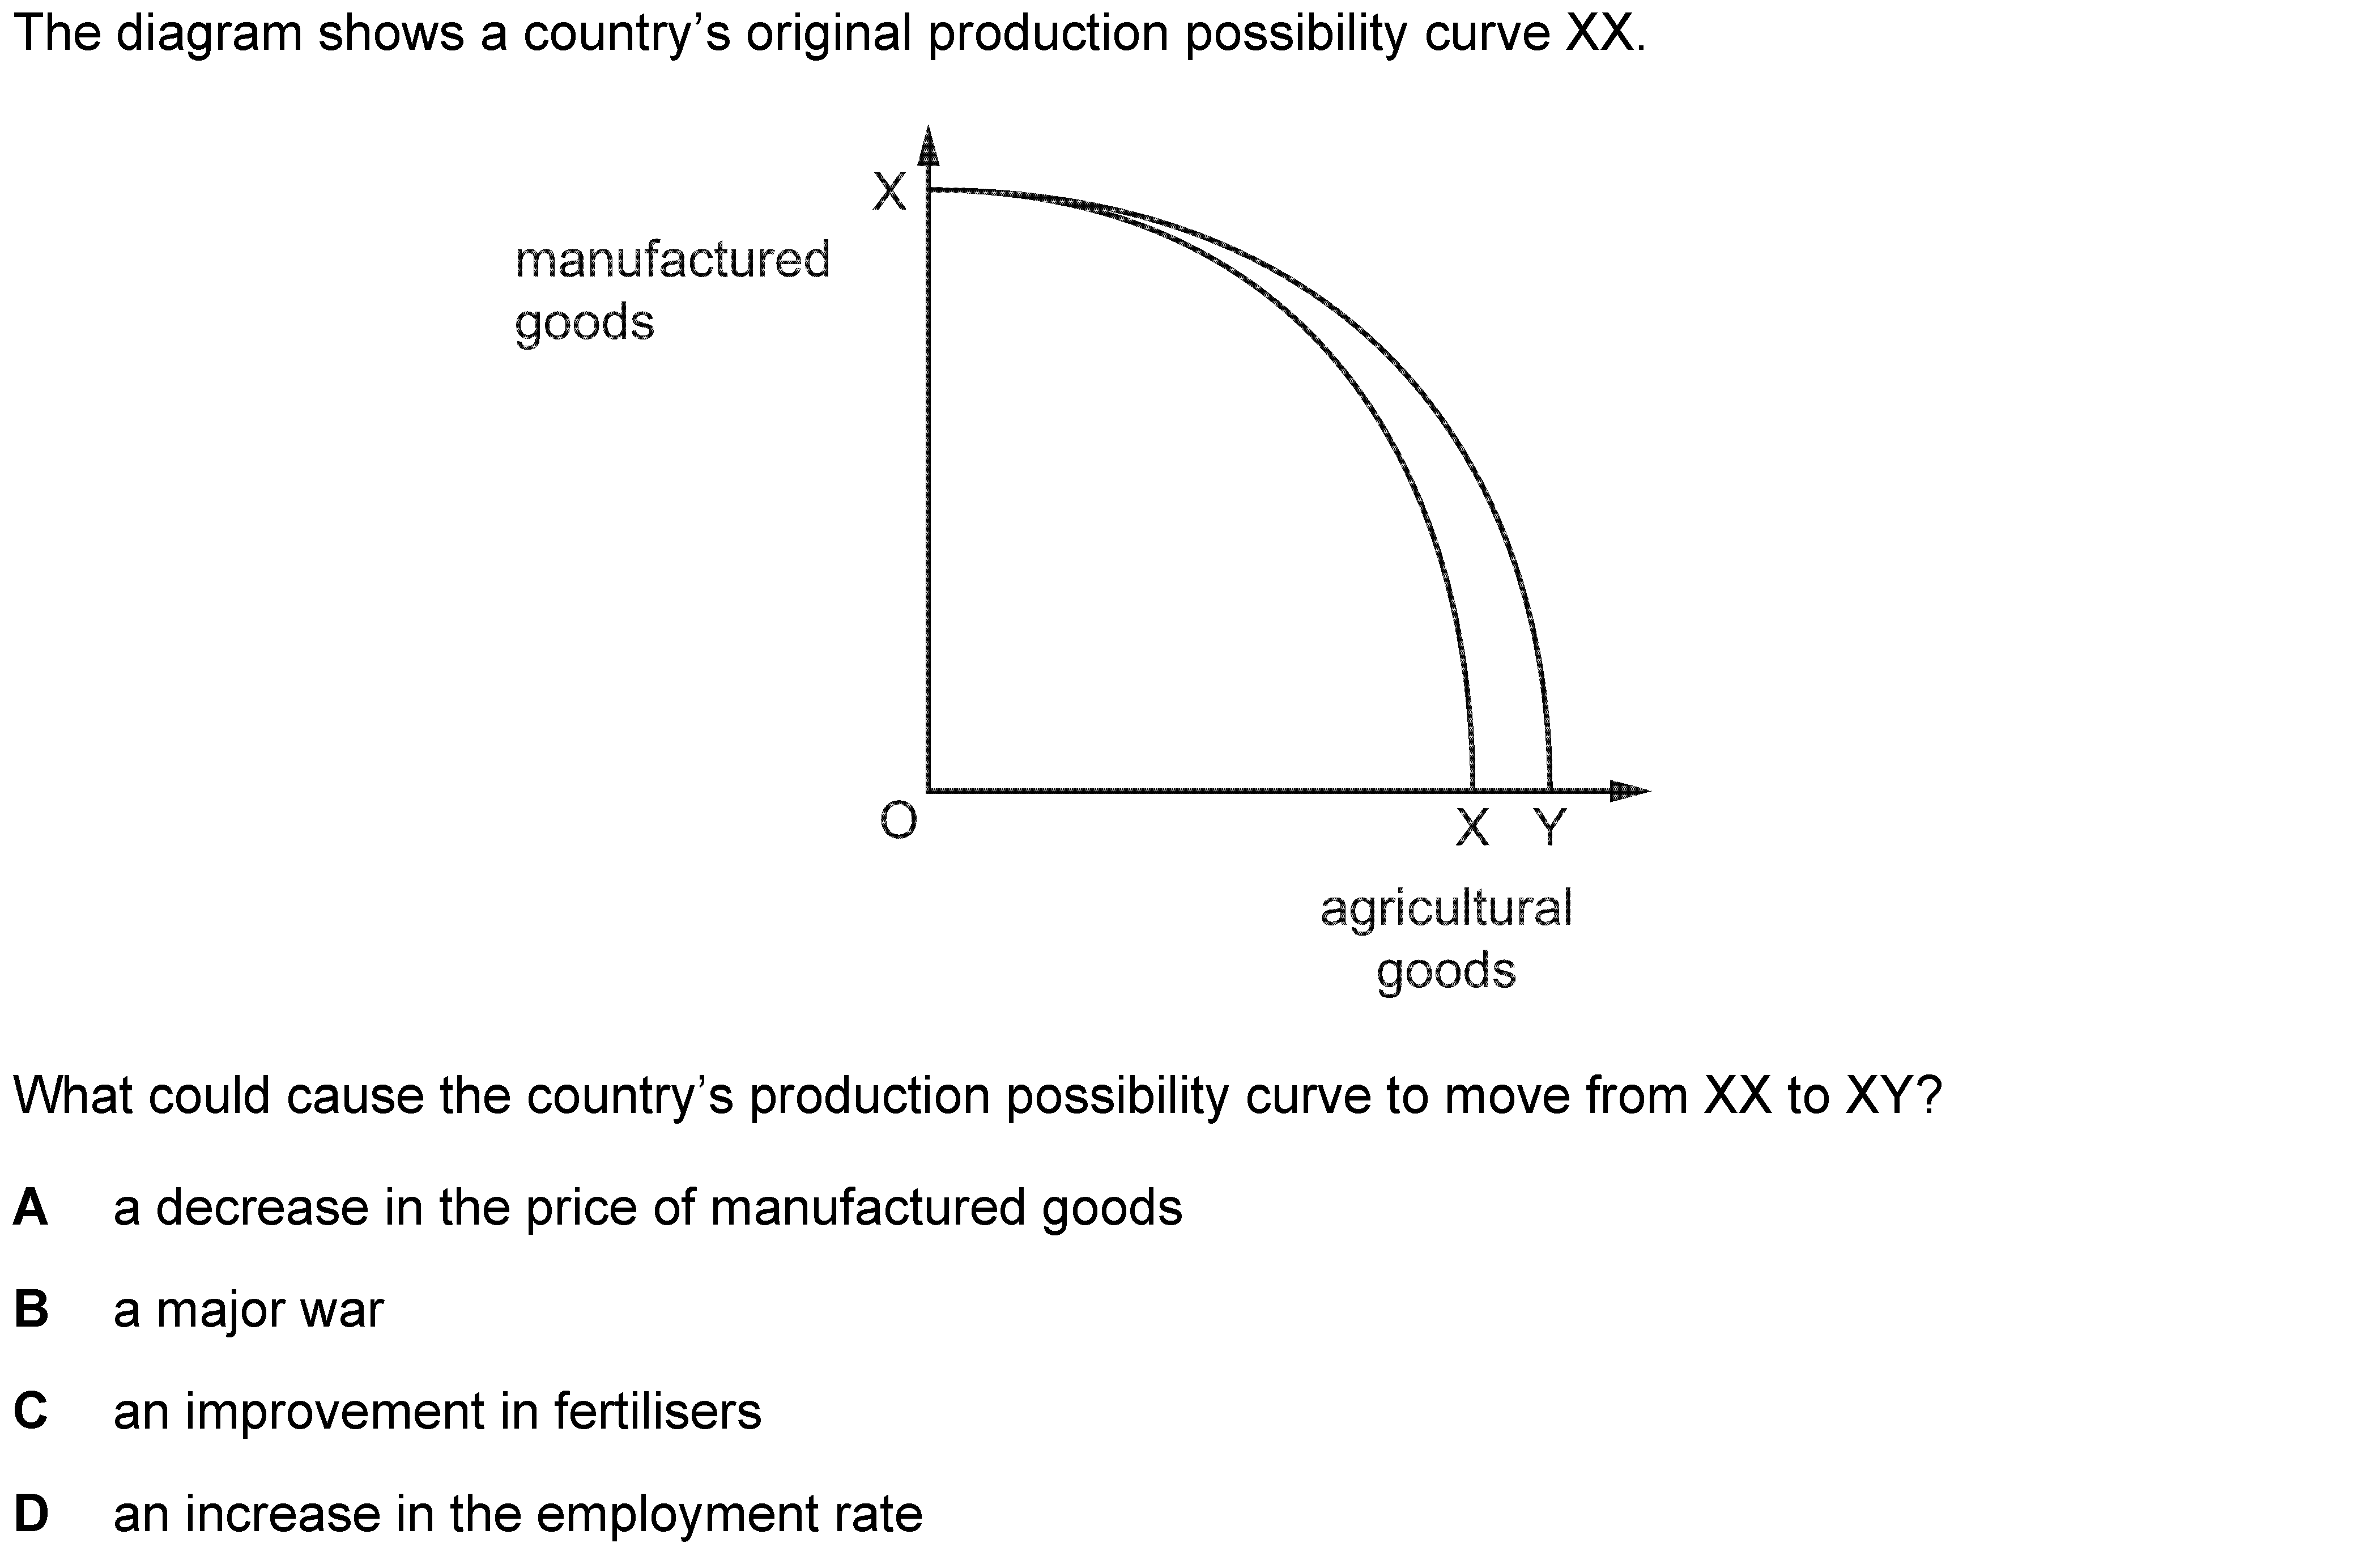 The diagram shows a country’s original production possibility curve XX.
X
manufactured
goods
O
X Y
agricultural
goods
What could cause the country’s production possibility curve to move from XX to XY?
A a decrease in the price of manufactured goods
B a major war
C an improvement in fertilisers
D an increase in the employment rate